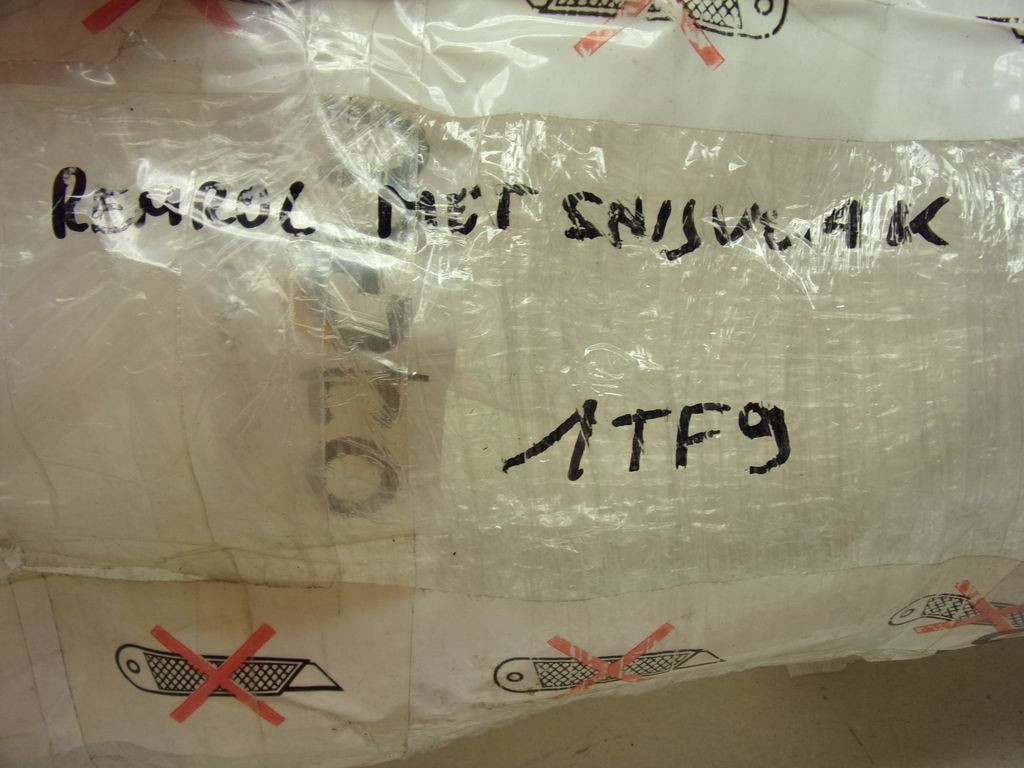 REMROL MET SNIJVLAK
1TF9